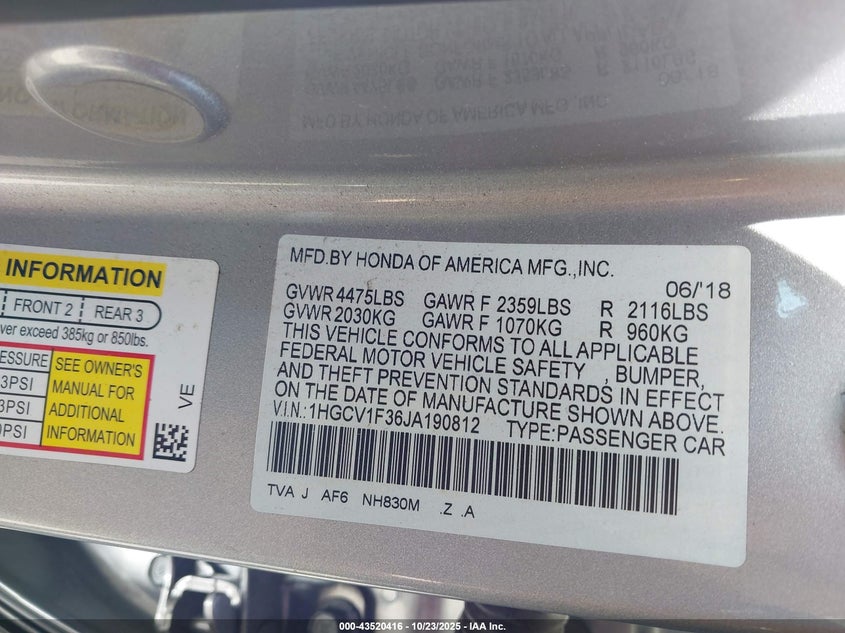 MFD.BY HONDA OF AMERICA MFG.,INC.
06/'18
GVWR 4475LBS GAWR F 2359LBS R 2116LBS
GVWR 2030KG GAWR F 1070KG R 960KG
THIS VEHICLE CONFORMS TO ALL APPLICABLE
FEDERAL MOTOR VEHICLE SAFETY , BUMPER,
AND THEFT PREVENTION STANDARDS IN EFFECT
ON THE DATE OF MANUFACTURE SHOWN ABOVE.
V.I.N.:1HGCV1F36JA190812 TYPE:PASSENGER CAR
TVA J AF6 NH830M .Z .A
INFORMATION
FRONT 2 REAR 3
exceed 385kg or 850lbs.
SEE OWNER'S
MANUAL FOR
ADDITIONAL
INFORMATION
VE
000-43520416 - 10/23/2025 - IAA Inc.